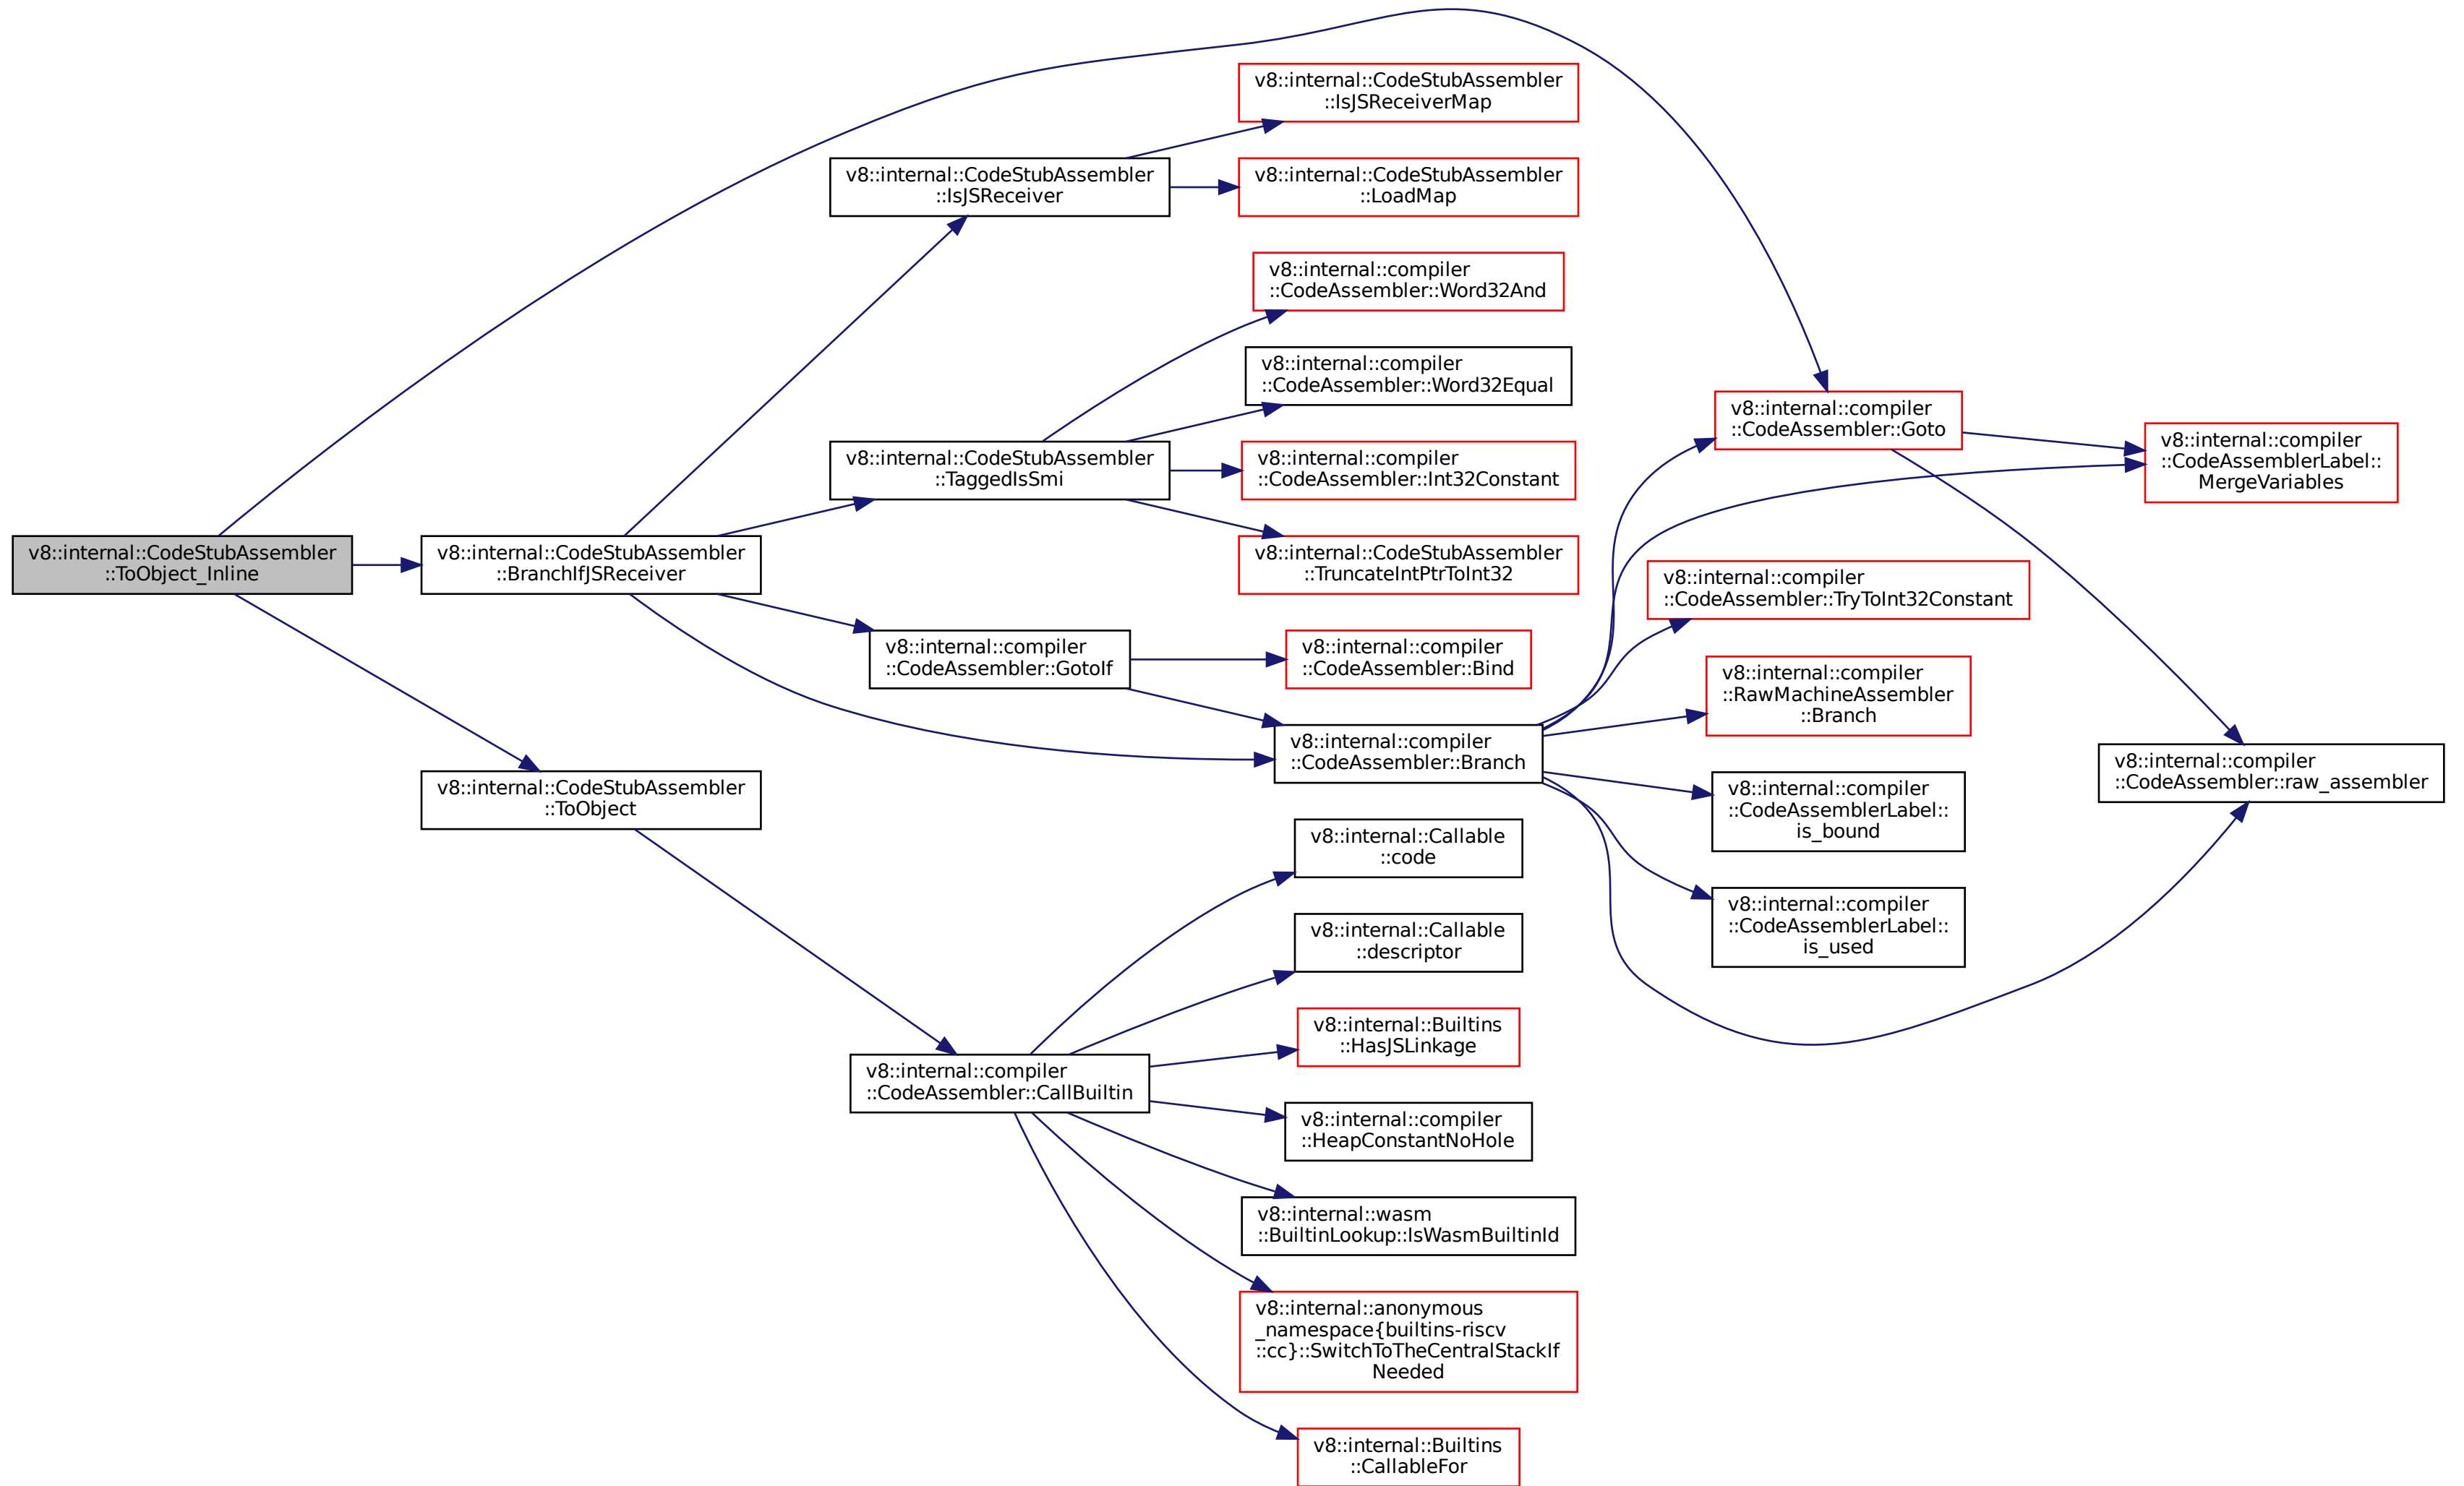 v8::internal::CodeStubAssembler
::ToObject_Inline
v8::internal::CodeStubAssembler
::BranchIfJSReceiver
v8::internal::CodeStubAssembler
::ToObject
v8::internal::CodeStubAssembler
::IsJSReceiver
v8::internal::CodeStubAssembler
::TaggedIsSmi
v8::internal::compiler
::CodeAssembler::GotoIf
v8::internal::compiler
::CodeAssembler::CallBuiltin
v8::internal::CodeStubAssembler
::IsJSReceiverMap
v8::internal::CodeStubAssembler
::LoadMap
v8::internal::compiler
::CodeAssembler::Word32And
v8::internal::compiler
::CodeAssembler::Word32Equal
v8::internal::compiler
::CodeAssembler::Int32Constant
v8::internal::CodeStubAssembler
::TruncateIntPtrToInt32
v8::internal::compiler
::CodeAssembler::Bind
v8::internal::compiler
::CodeAssembler::Branch
v8::internal::Callable
::code
v8::internal::Callable
::descriptor
v8::internal::Builtins
::HasJSLinkage
v8::internal::compiler
::HeapConstantNoHole
v8::internal::wasm
::BuiltinLookup::IsWasmBuiltinId
v8::internal::anonymous
_namespace{builtins-riscv
::cc}::SwitchToTheCentralStackIf
Needed
v8::internal::Builtins
::CallableFor
v8::internal::compiler
::CodeAssembler::Goto
v8::internal::compiler
::CodeAssembler::TryToInt32Constant
v8::internal::compiler
::RawMachineAssembler
::Branch
v8::internal::compiler
::CodeAssemblerLabel::
is_bound
v8::internal::compiler
::CodeAssemblerLabel::
is_used
v8::internal::compiler
::CodeAssemblerLabel::
MergeVariables
v8::internal::compiler
::CodeAssembler::raw_assembler